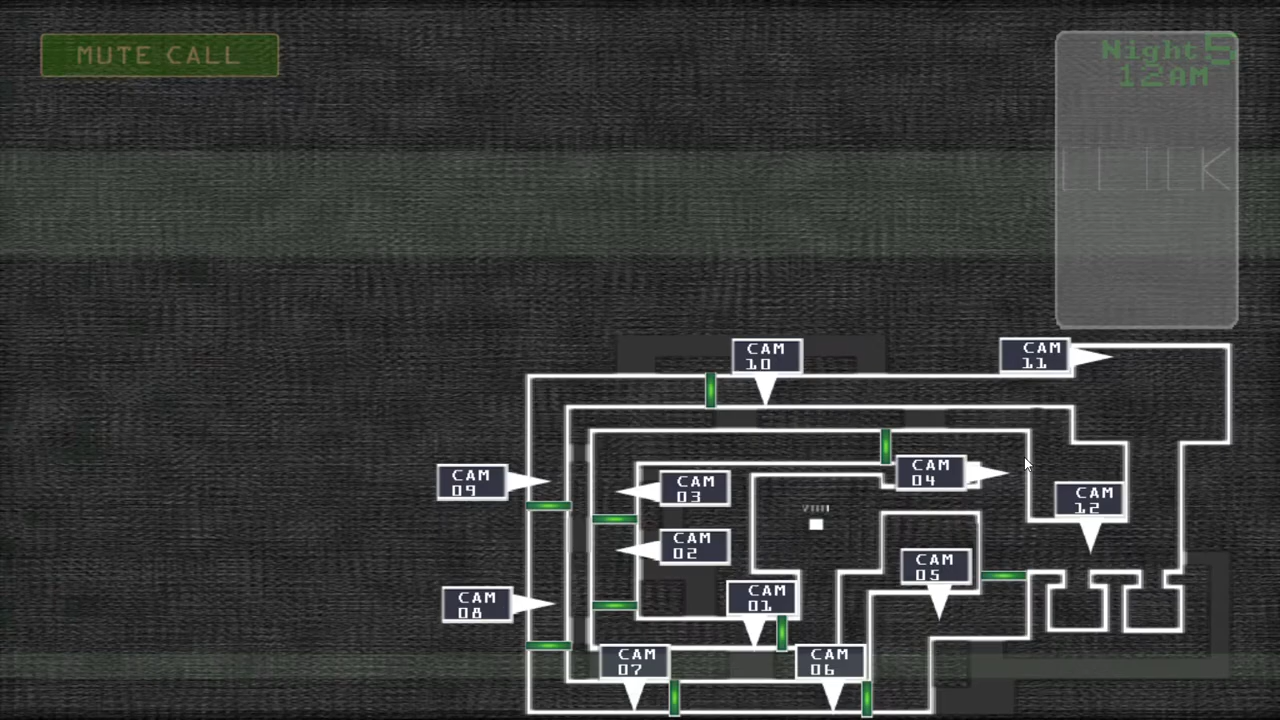 MUTE CALL
Night 5
12AM
CAM
10
CAM
11
CAM
09
CAM
03
CAM
04
CAM
12
CAM
02
CAM
05
CAM
08
CAM
01
CAM
07
CAM
06